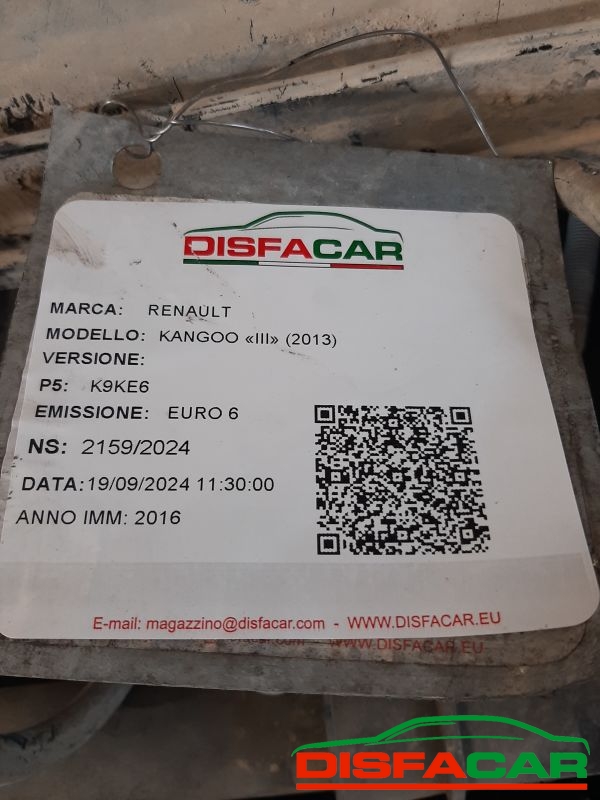 DISFACAR
MARCA: RENAULT
MODELLO: KANGOO «III» (2013)
VERSIONE:
P5: K9KE6
EMISSIONE: EURO 6
NS: 2159/2024
DATA: 19/09/2024 11:30:00
ANNO IMM: 2016
E-mail: magazzino@disfacar.com - WWW.DISFACAR.EU
WWW.DISFACAR.EU
DISFACAR